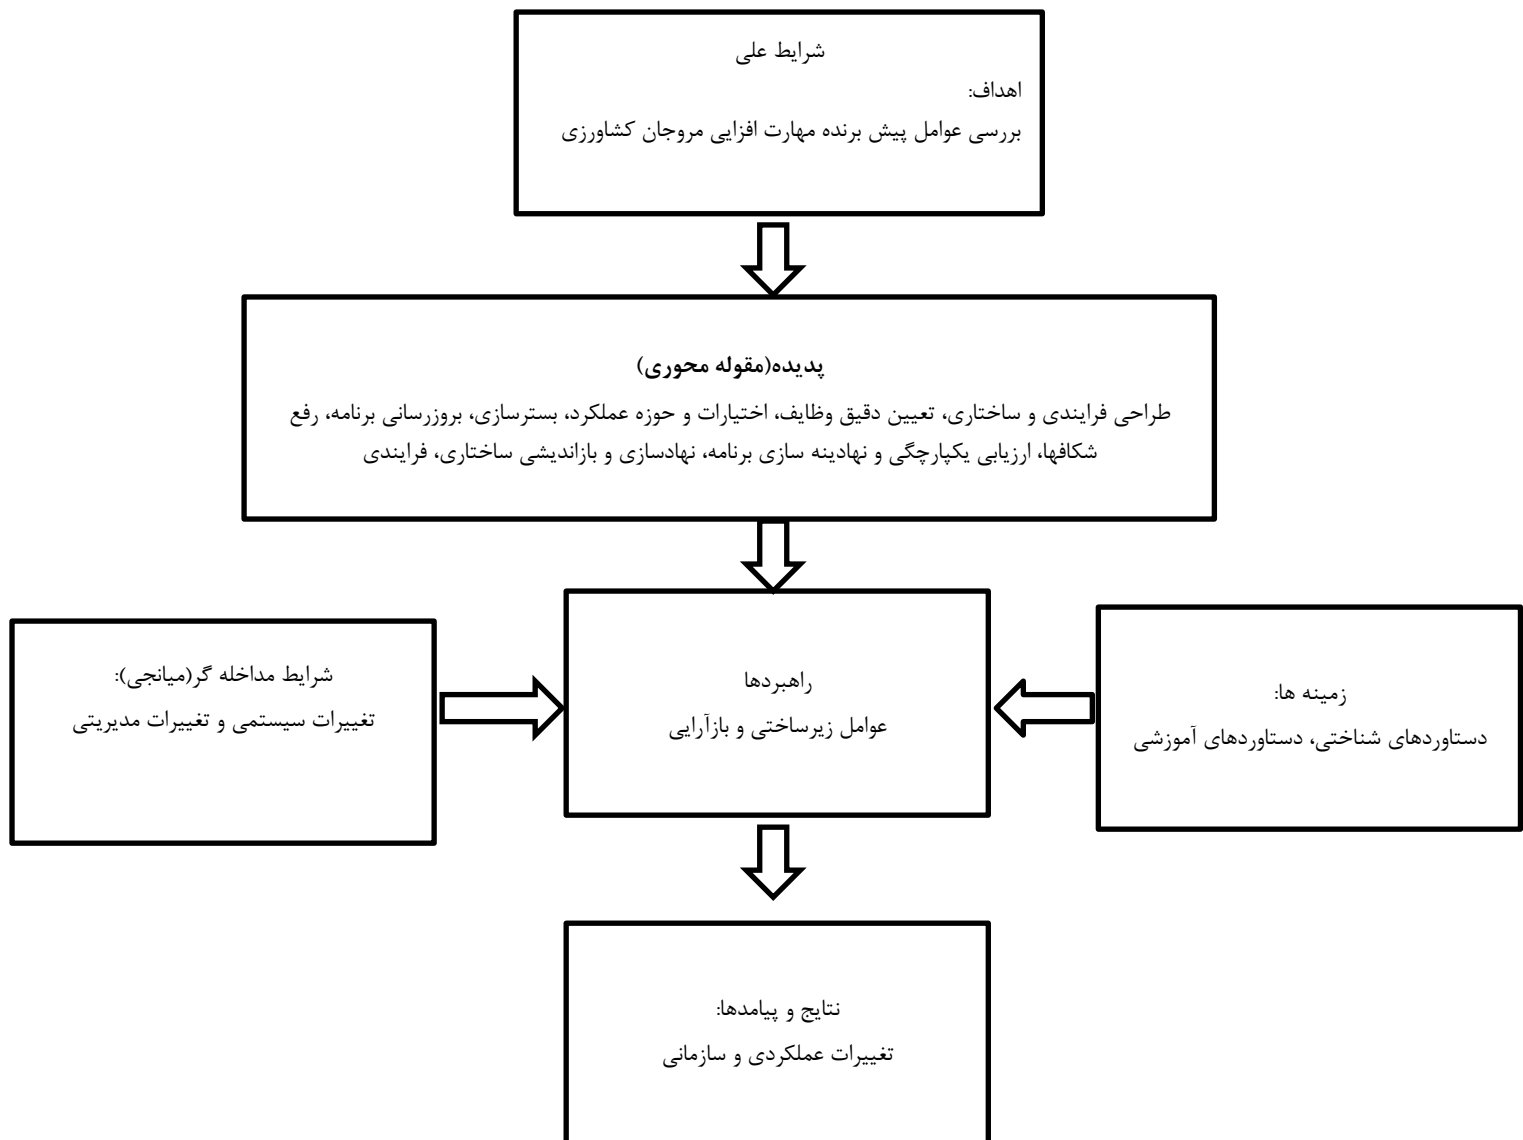 شرایط علی
اهداف:
بررسی عوامل پیش برنده مهارت افزایی مروجان کشاورزی
پدیده(مقوله محوری)
طراحی فرایندی و ساختاری، تعیین دقیق وظایف، اختیارات و حوزه عملکرد، بسترسازی، بروزرسانی برنامه، رفع
شکافها، ارزیابی یکپارچگی و نهادینه سازی برنامه، نهادسازی و بازاندیشی ساختاری، فرایندی
زمینه ها:
دستاوردهای شناختی، دستاوردهای آموزشی
راهبردها
عوامل زیرساختی و بازآرایی
شرایط مداخله گر(میانجی):
تغییرات سیستمی و تغییرات مدیریتی
نتایج و پیامدها:
تغییرات عملکردی و سازمانی